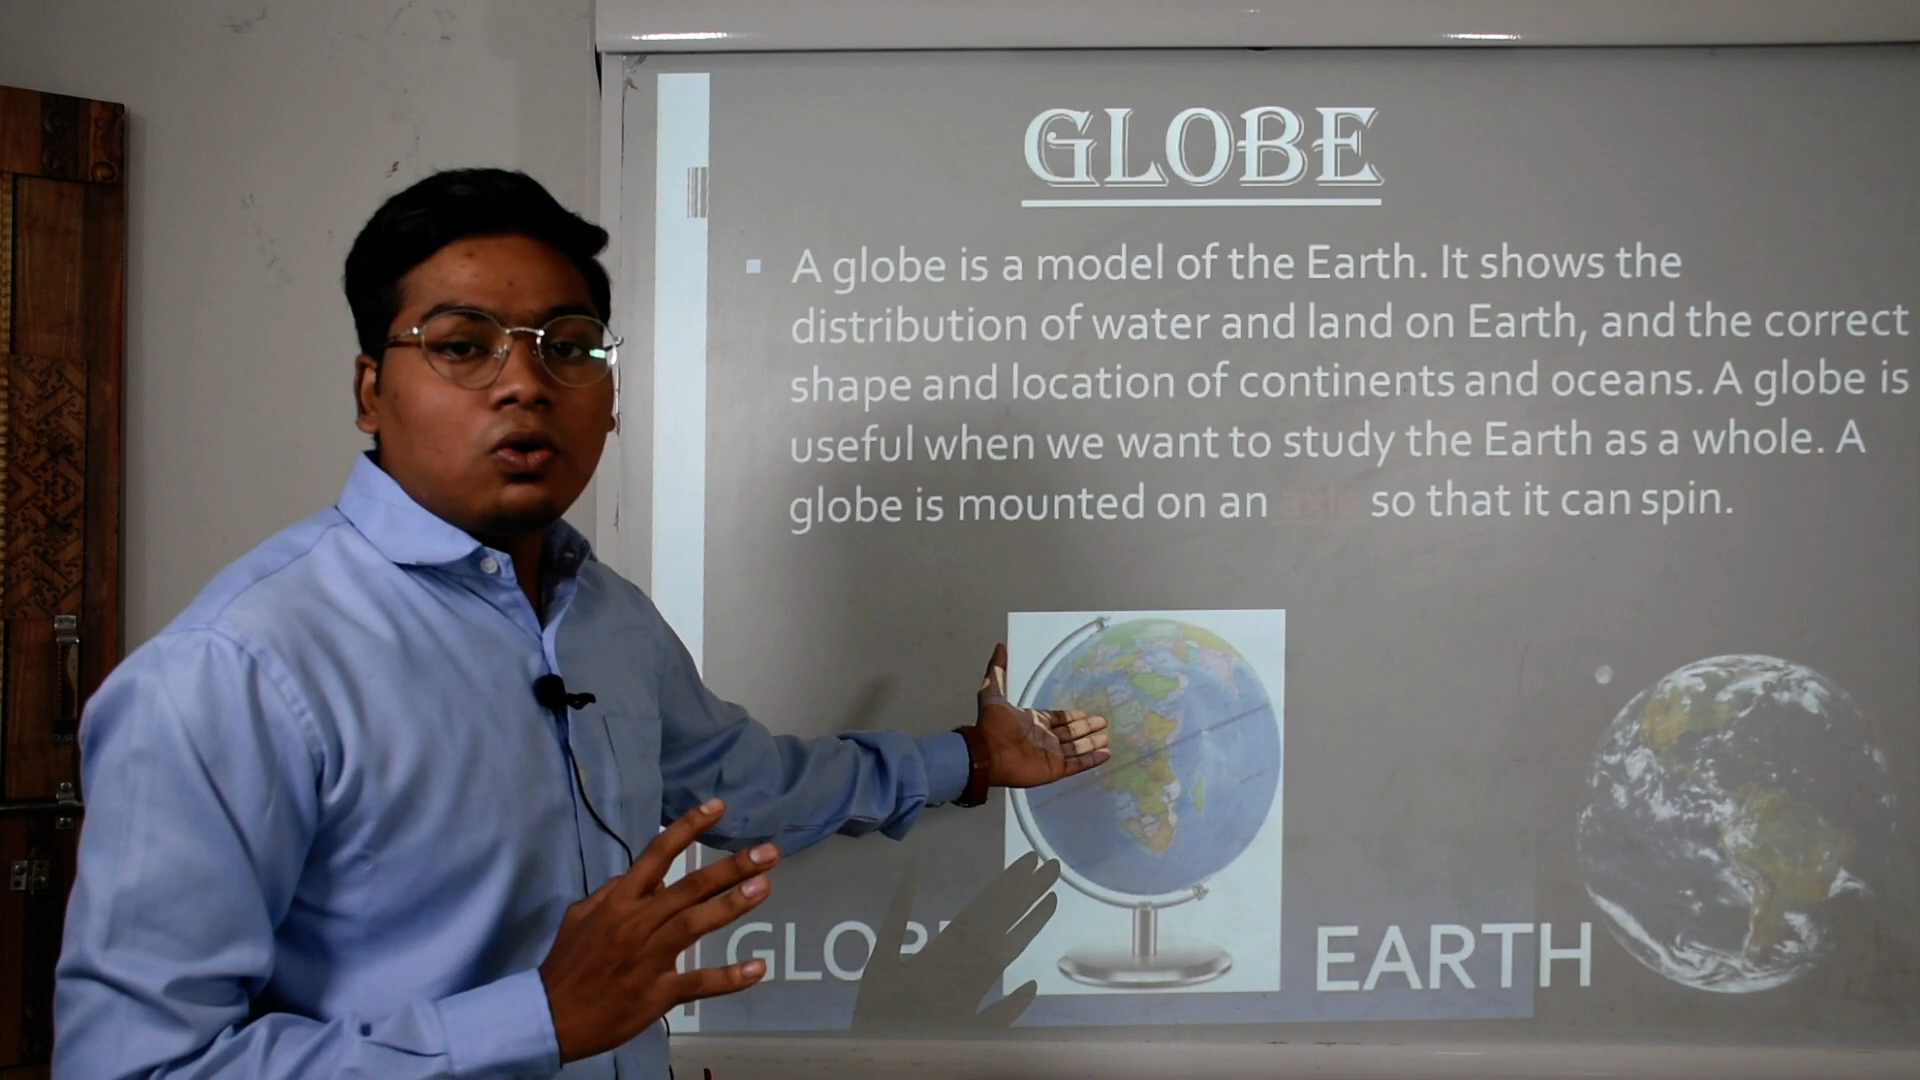 GLOBE
A globe is a model of the Earth. It shows the
distribution of water and land on Earth, and the correct
shape and location of continents and oceans. A globe is
useful when we want to study the Earth as a whole. A
globe is mounted on an axle so that it can spin.
GLOBE EARTH